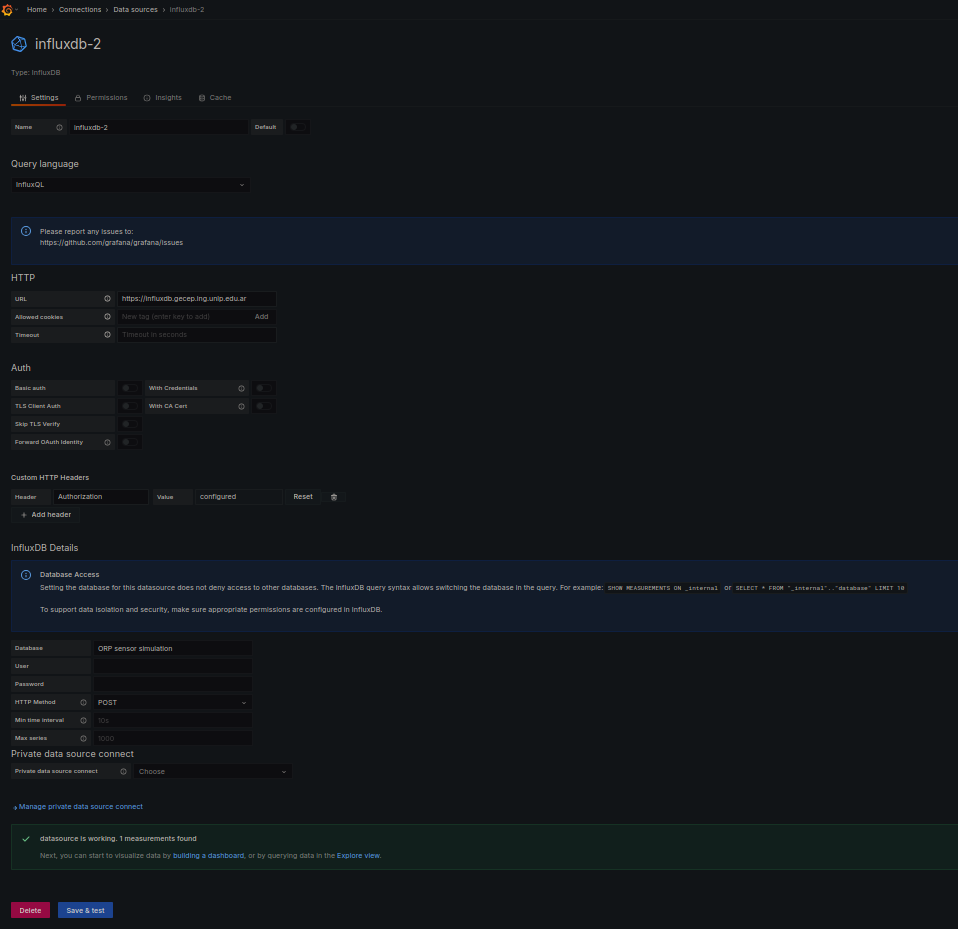 Home > Connections > Data sources > influxdb-2
influxdb-2
Type: InfluxDB
Settings Permissions Insights Cache
Name influxdb-2 Default
Query language
InfluxQL
Please report any issues to:
https://github.com/grafana/grafana/issues
HTTP
URL https://influxdb.gecep.ing.unlp.edu.ar
Allowed cookies New tag (enter key to add) Add
Timeout Timeout in seconds
Auth
Basic auth With Credentials
TLS Client Auth With CA Cert
Skip TLS Verify
Forward OAuth Identity
Custom HTTP Headers
Header Authorization Value configured Reset
+ Add header
InfluxDB Details
Database Access
Setting the database for this datasource does not deny access to other databases. The InfluxDB query syntax allows switching the database in the query. For example: SHOW MEASUREMENTS ON _internal or SELECT * FROM "_internal".."database" LIMIT 10
To support data isolation and security, make sure appropriate permissions are configured in InfluxDB.
Database ORP sensor simulation
User
Password
HTTP Method POST
Min time interval 10s
Max series 1000
Private data source connect
Private data source connect Choose
Manage private data source connect
datasource is working. 1 measurements found
Next, you can start to visualize data by building a dashboard, or by querying data in the Explore view.
Delete Save & test